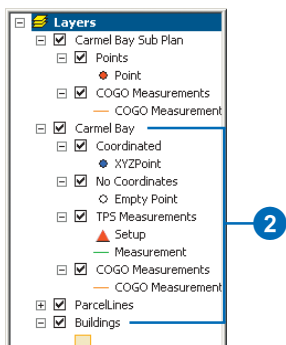 Layers
Carmel Bay Sub Plan
Points
Point
COGO Measurements
COGO Measurement
Carmel Bay
Coordinated
XYZPoint
No Coordinates
Empty Point
TPS Measurements
Setup
Measurement
COGO Measurements
COGO Measurement
2
ParcelLines
Buildings